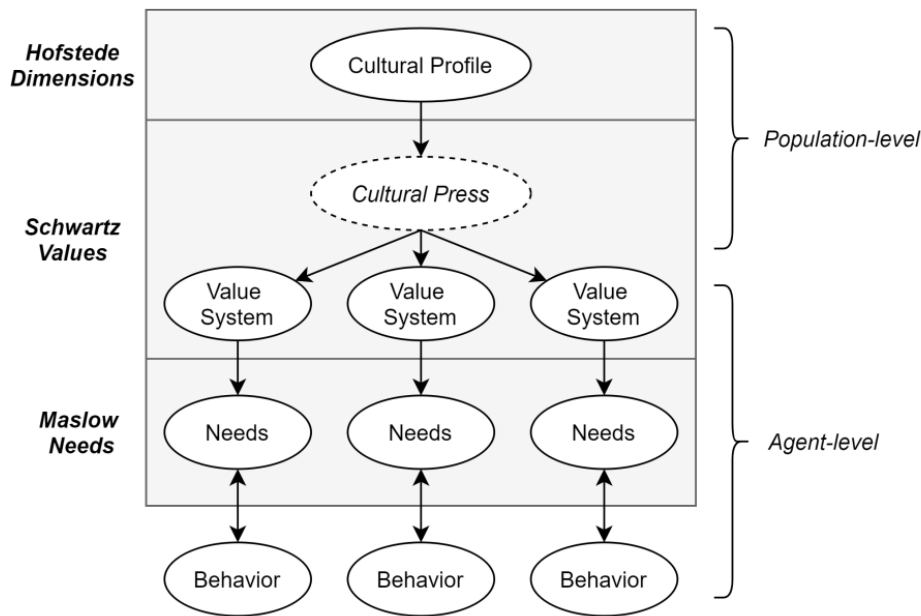 Hofstede
Dimensions
Cultural Profile
Population-level
Cultural Press
Schwartz
Values
Value
System
Value
System
Value
System
Maslow
Needs
Needs
Needs
Needs
Agent-level
Behavior
Behavior
Behavior